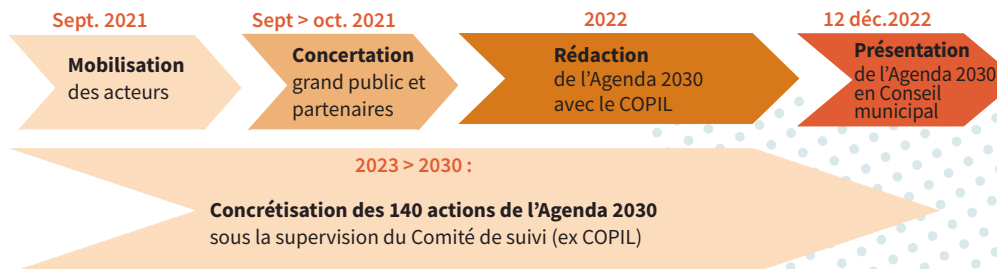 Sept. 2021
Mobilisation
des acteurs
Sept > oct. 2021
Concertation
grand public et
partenaires
2022
Rédaction
de l’Agenda 2030
avec le COPIL
12 déc.2022
Présentation
de l’Agenda 2030
en Conseil
municipal
2023 > 2030 :
Concrétisation des 140 actions de l’Agenda 2030
sous la supervision du Comité de suivi (ex COPIL)